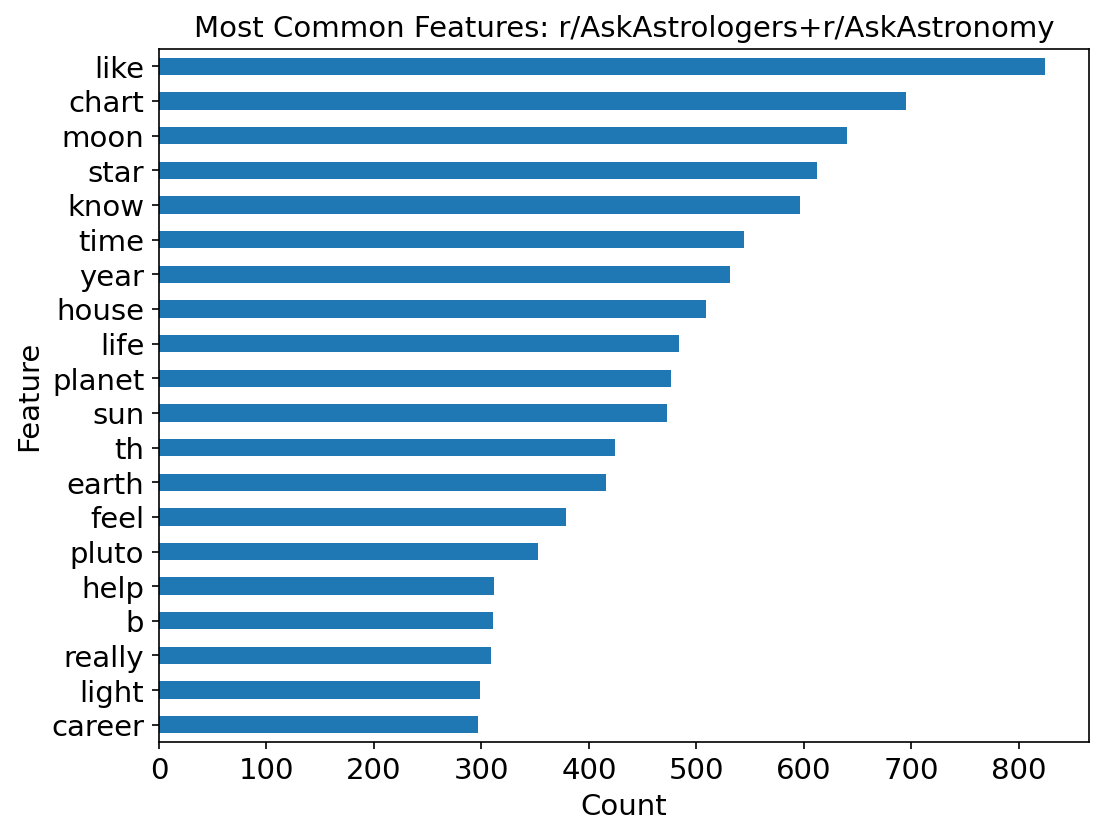 Most Common Features: r/AskAstrologers+r/AskAstronomy
like
chart
moon
star
know
time
year
house
life
planet
sun
th
earth
feel
pluto
help
b
really
light
career
Feature
0 100 200 300 400 500 600 700 800
Count